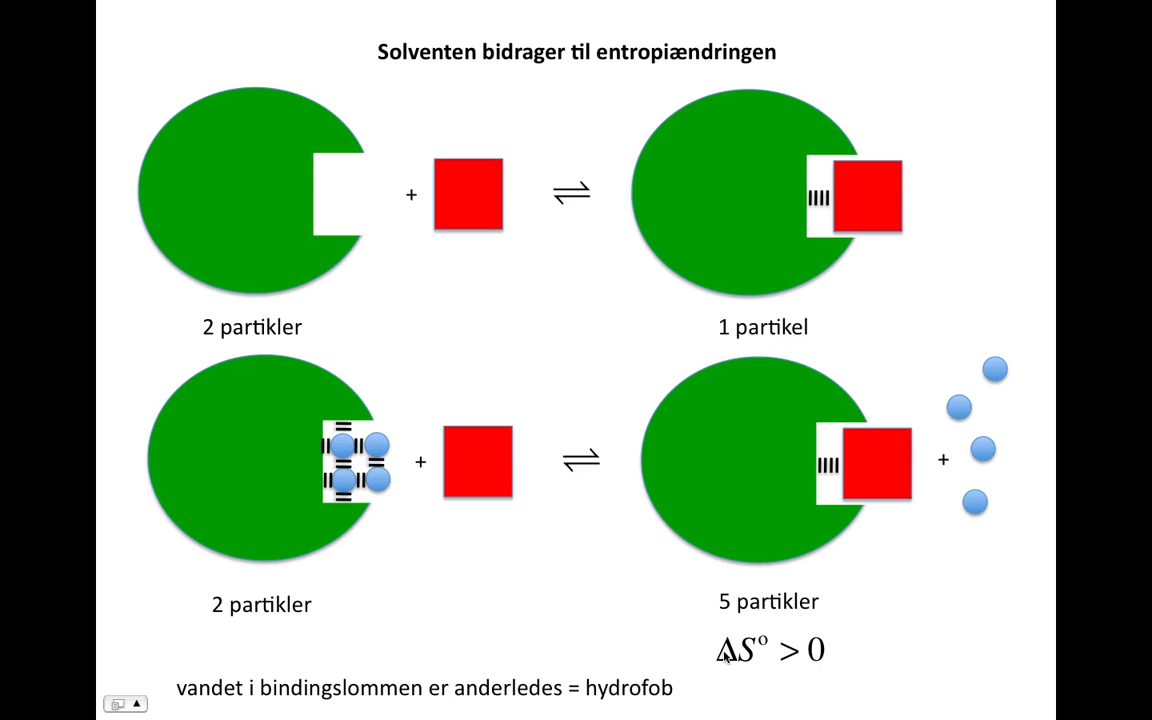 Solventen bidrager til entropiændringen
+
⇌
2 partikler
1 partikel
+
⇌
+
2 partikler
5 partikler
ΔS° > 0
vandet i bindingslommen er anderledes = hydrofob